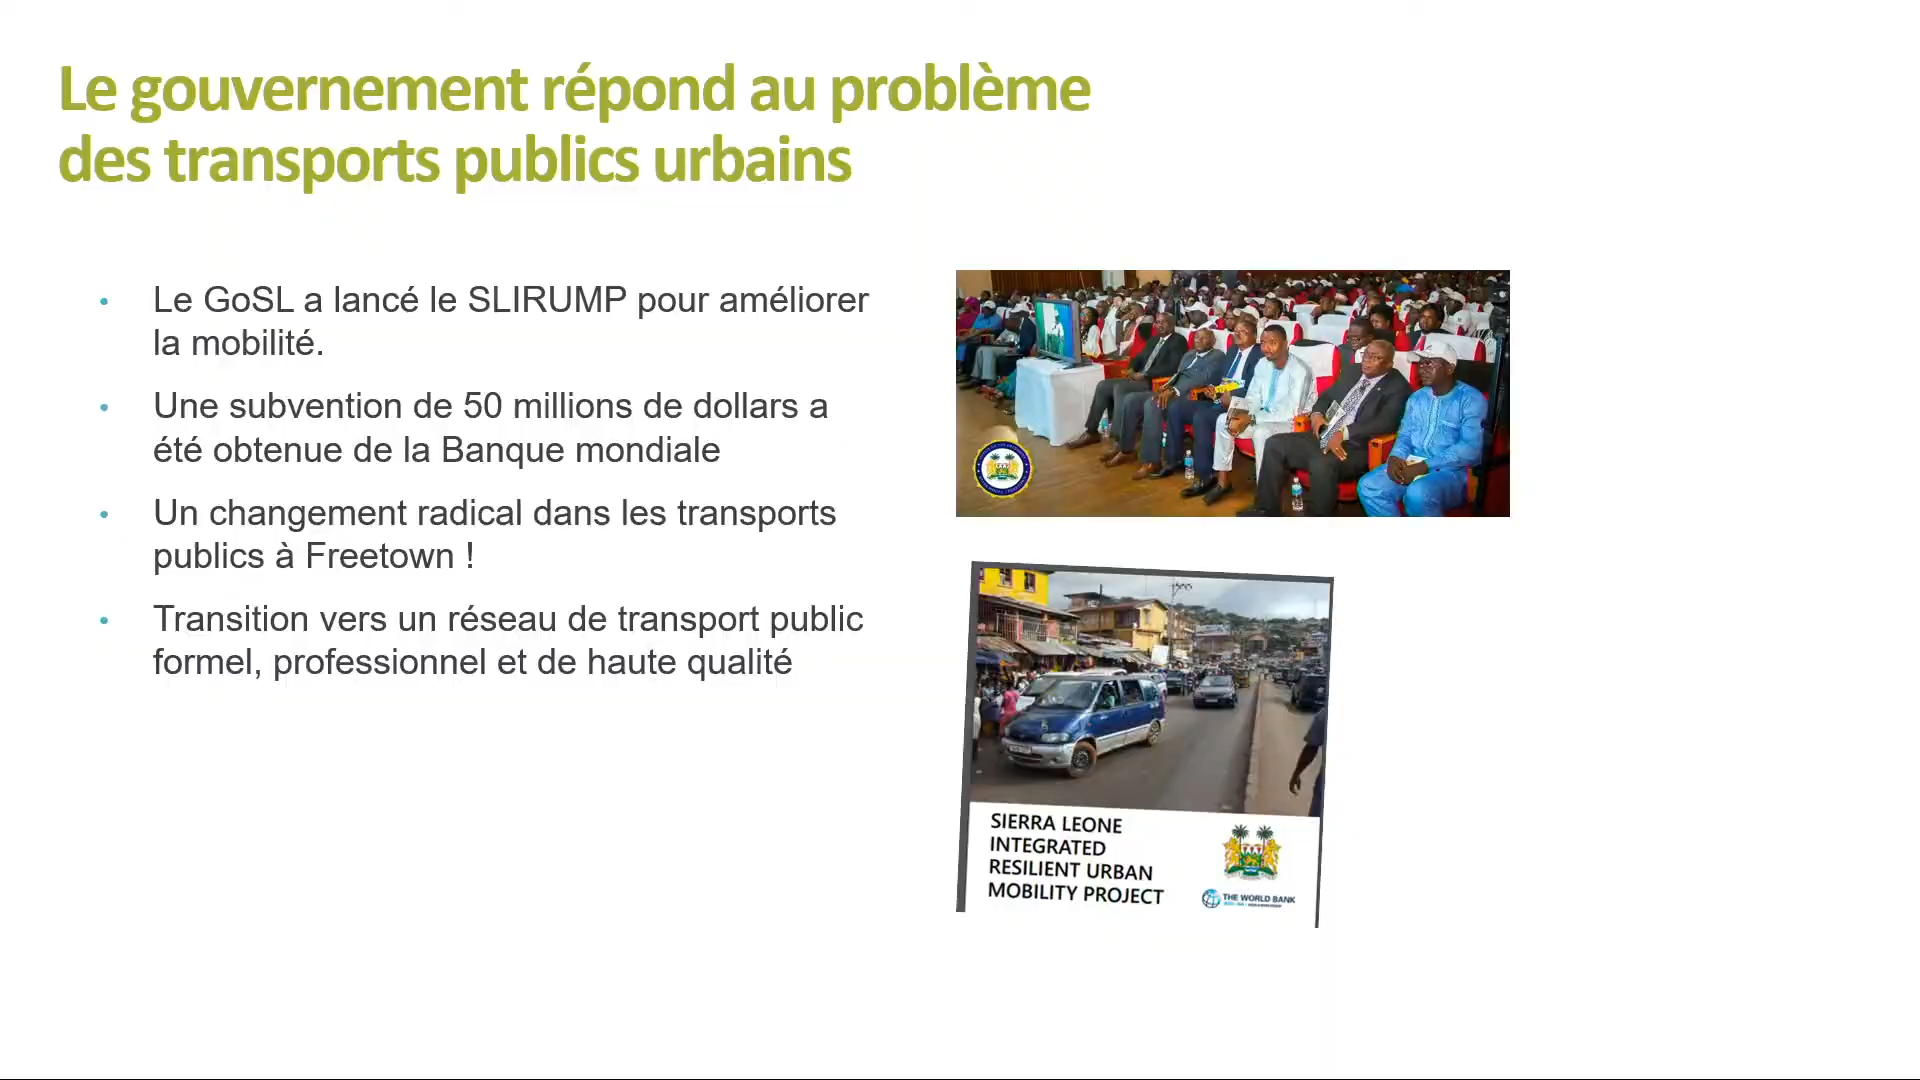 Le gouvernement répond au problème
des transports publics urbains
• Le GoSL a lancé le SLIRUMP pour améliorer
la mobilité.
• Une subvention de 50 millions de dollars a
été obtenue de la Banque mondiale
• Un changement radical dans les transports
publics à Freetown !
• Transition vers un réseau de transport public
formel, professionnel et de haute qualité
SIERRA LEONE
INTEGRATED
RESILIENT URBAN
MOBILITY PROJECT
THE WORLD BANK